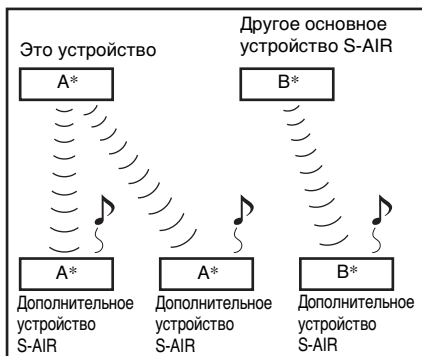 Это устройство
Другое основное
устройство S-AIR
A*
B*
A*
A*
B*
Дополнительное
устройство
S-AIR
Дополнительное
устройство
S-AIR
Дополнительное
устройство
S-AIR